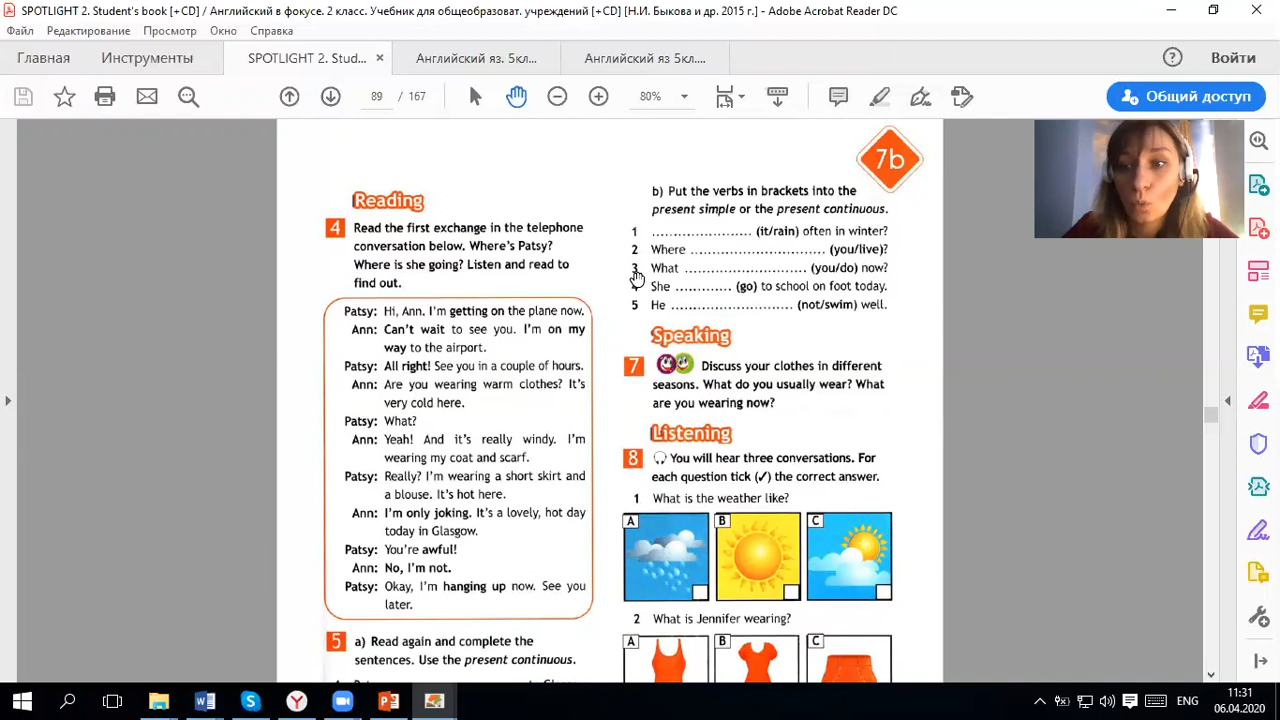 SPOTLIGHT 2. Student's book [+CD] / Английский в фокусе. 2 класс. Учебник для общеобразоват. учреждений [+CD] [Н.И. Быкова и др. 2015 г.] - Adobe Acrobat Reader DC
Файл Редактирование Просмотр Окно Справка
Главная Инструменты SPOTLIGHT 2. Stud... Английский яз. 5кл.... Английский яз. 5кл.... Войти
89 / 167 80% Общий доступ
7b
Reading
4 Read the first exchange in the telephone
conversation below. Where's Patsy?
Where is she going? Listen and read to
find out.
Patsy: Hi, Ann. I'm getting on the plane now.
Ann: Can't wait to see you. I'm on my
way to the airport.
Patsy: All right! See you in a couple of hours.
Ann: Are you wearing warm clothes? It's
very cold here.
Patsy: What?
Ann: Yeah! And it's really windy. I'm
wearing my coat and scarf.
Patsy: Really? I'm wearing a short skirt and
a blouse. It's hot here.
Ann: I'm only joking. It's a lovely, hot day
today in Glasgow.
Patsy: You're awful!
Ann: No, I'm not.
Patsy: Okay, I'm hanging up now. See you
later.
5 a) Read again and complete the
sentences. Use the present continuous.
b) Put the verbs in brackets into the
present simple or the present continuous.
1 ...................... (it/rain) often in winter?
2 Where .............................. (you/live)?
3 What ........................... (you/do) now?
4 She ............ (go) to school on foot today.
5 He ........................... (not/swim) well.
Speaking
7 Discuss your clothes in different
seasons. What do you usually wear? What
are you wearing now?
Listening
8 You will hear three conversations. For
each question tick (✓) the correct answer.
1 What is the weather like?
A B C
2 What is Jennifer wearing?
A B C
ENG 11:31
06.04.2020